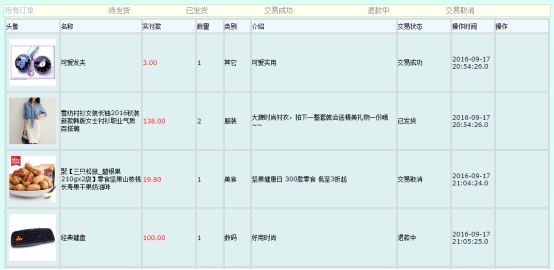 所有订单 待发货 已发货 交易成功 退款中 交易取消
头像 名称 实付款 数量 类别 介绍 交易状态 操作时间 操作
可爱发夹 3.00 1 其它 可爱实用 交易成功 2016-09-17
20:54:26.0
雪纺衬衫女装长袖2016秋装
新款韩版女士衬衫职业气质
百搭潮 138.00 2 服装 大牌时尚衬衣,拍下一整套就会送精美礼物一份哦
~~ 已发货 2016-09-17
20:54:26.0
聚【三只松鼠_碧根果
210gx2袋】零食坚果山核桃
长寿果干果奶油味 19.80 1 美食 坚果健康日 300款零食 低至3折起 交易取消 2016-09-17
21:04:24.0
经典键盘 100.00 1 数码 好用时尚 退款中 2016-09-17
21:05:25.0